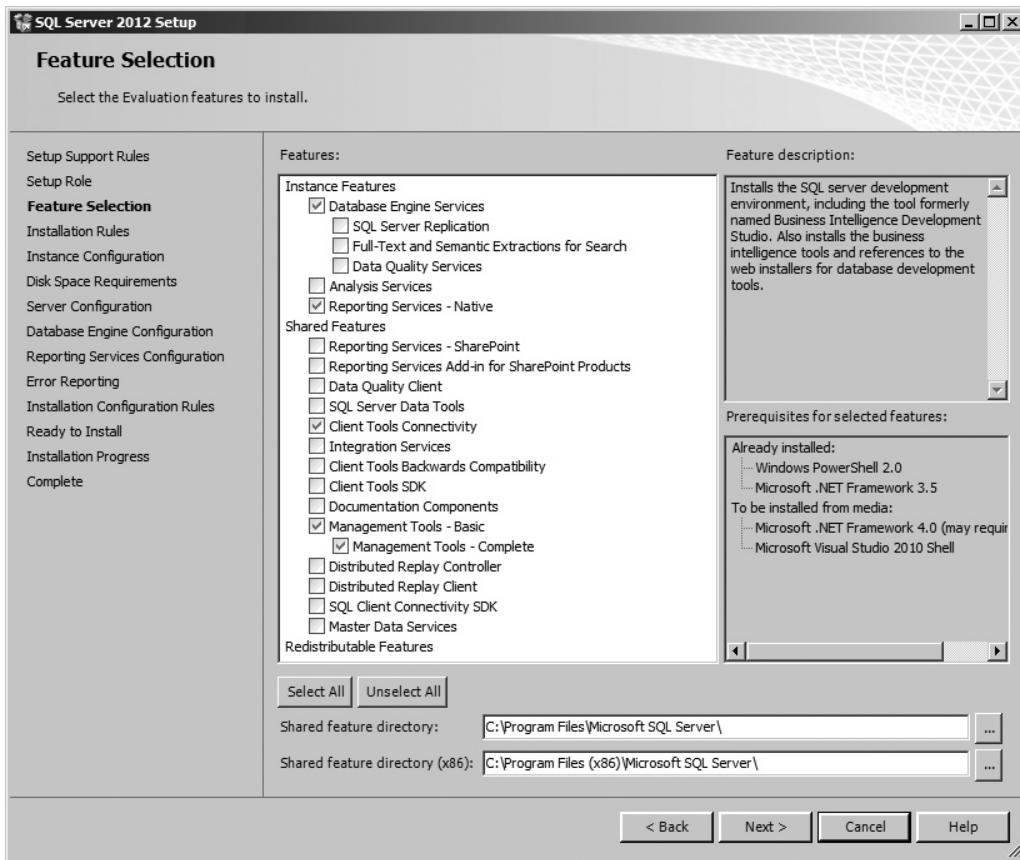 SQL Server 2012 Setup
Feature Selection
Select the Evaluation features to install.
Setup Support Rules
Setup Role
Feature Selection
Installation Rules
Instance Configuration
Disk Space Requirements
Server Configuration
Database Engine Configuration
Reporting Services Configuration
Error Reporting
Installation Configuration Rules
Ready to Install
Installation Progress
Complete
Features:
Instance Features
Database Engine Services
SQL Server Replication
Full-Text and Semantic Extractions for Search
Data Quality Services
Analysis Services
Reporting Services - Native
Shared Features
Reporting Services - SharePoint
Reporting Services Add-in for SharePoint Products
Data Quality Client
SQL Server Data Tools
Client Tools Connectivity
Integration Services
Client Tools Backwards Compatibility
Client Tools SDK
Documentation Components
Management Tools - Basic
Management Tools - Complete
Distributed Replay Controller
Distributed Replay Client
SQL Client Connectivity SDK
Master Data Services
Redistributable Features
Feature description:
Installs the SQL server development
environment, including the tool formerly
named Business Intelligence Development
Studio. Also installs the business
intelligence tools and references to the
web installers for database development
tools.
Prerequisites for selected features:
Already installed:
Windows PowerShell 2.0
Microsoft .NET Framework 3.5
To be installed from media:
Microsoft .NET Framework 4.0 (may requir
Microsoft Visual Studio 2010 Shell
Select All
Unselect All
Shared feature directory:
C:\Program Files\Microsoft SQL Server\
...
Shared feature directory (x86):
C:\Program Files (x86)\Microsoft SQL Server\
...
< Back
Next >
Cancel
Help